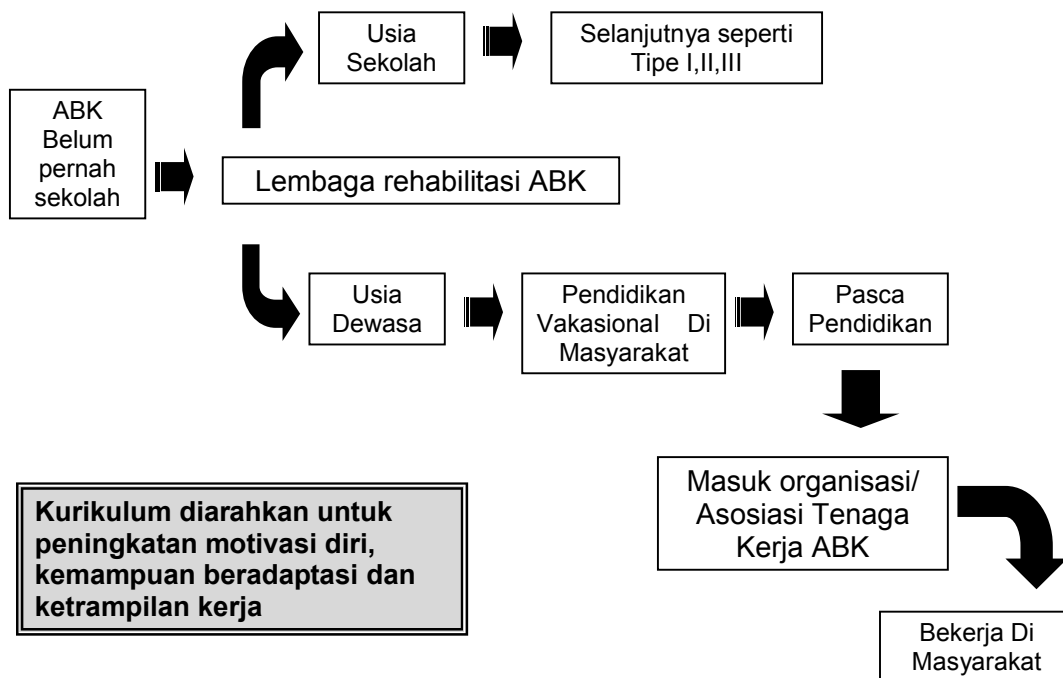 Usia
Sekolah
Selanjutnya seperti
Tipe I,II,III
ABK
Belum
pernah
sekolah
Lembaga rehabilitasi ABK
Usia
Dewasa
Pendidikan
Vakasional Di
Masyarakat
Pasca
Pendidikan
Masuk organisasi/
Asosiasi Tenaga
Kerja ABK
Kurikulum diarahkan untuk
peningkatan motivasi diri,
kemampuan beradaptasi dan
ketrampilan kerja
Bekerja Di
Masyarakat